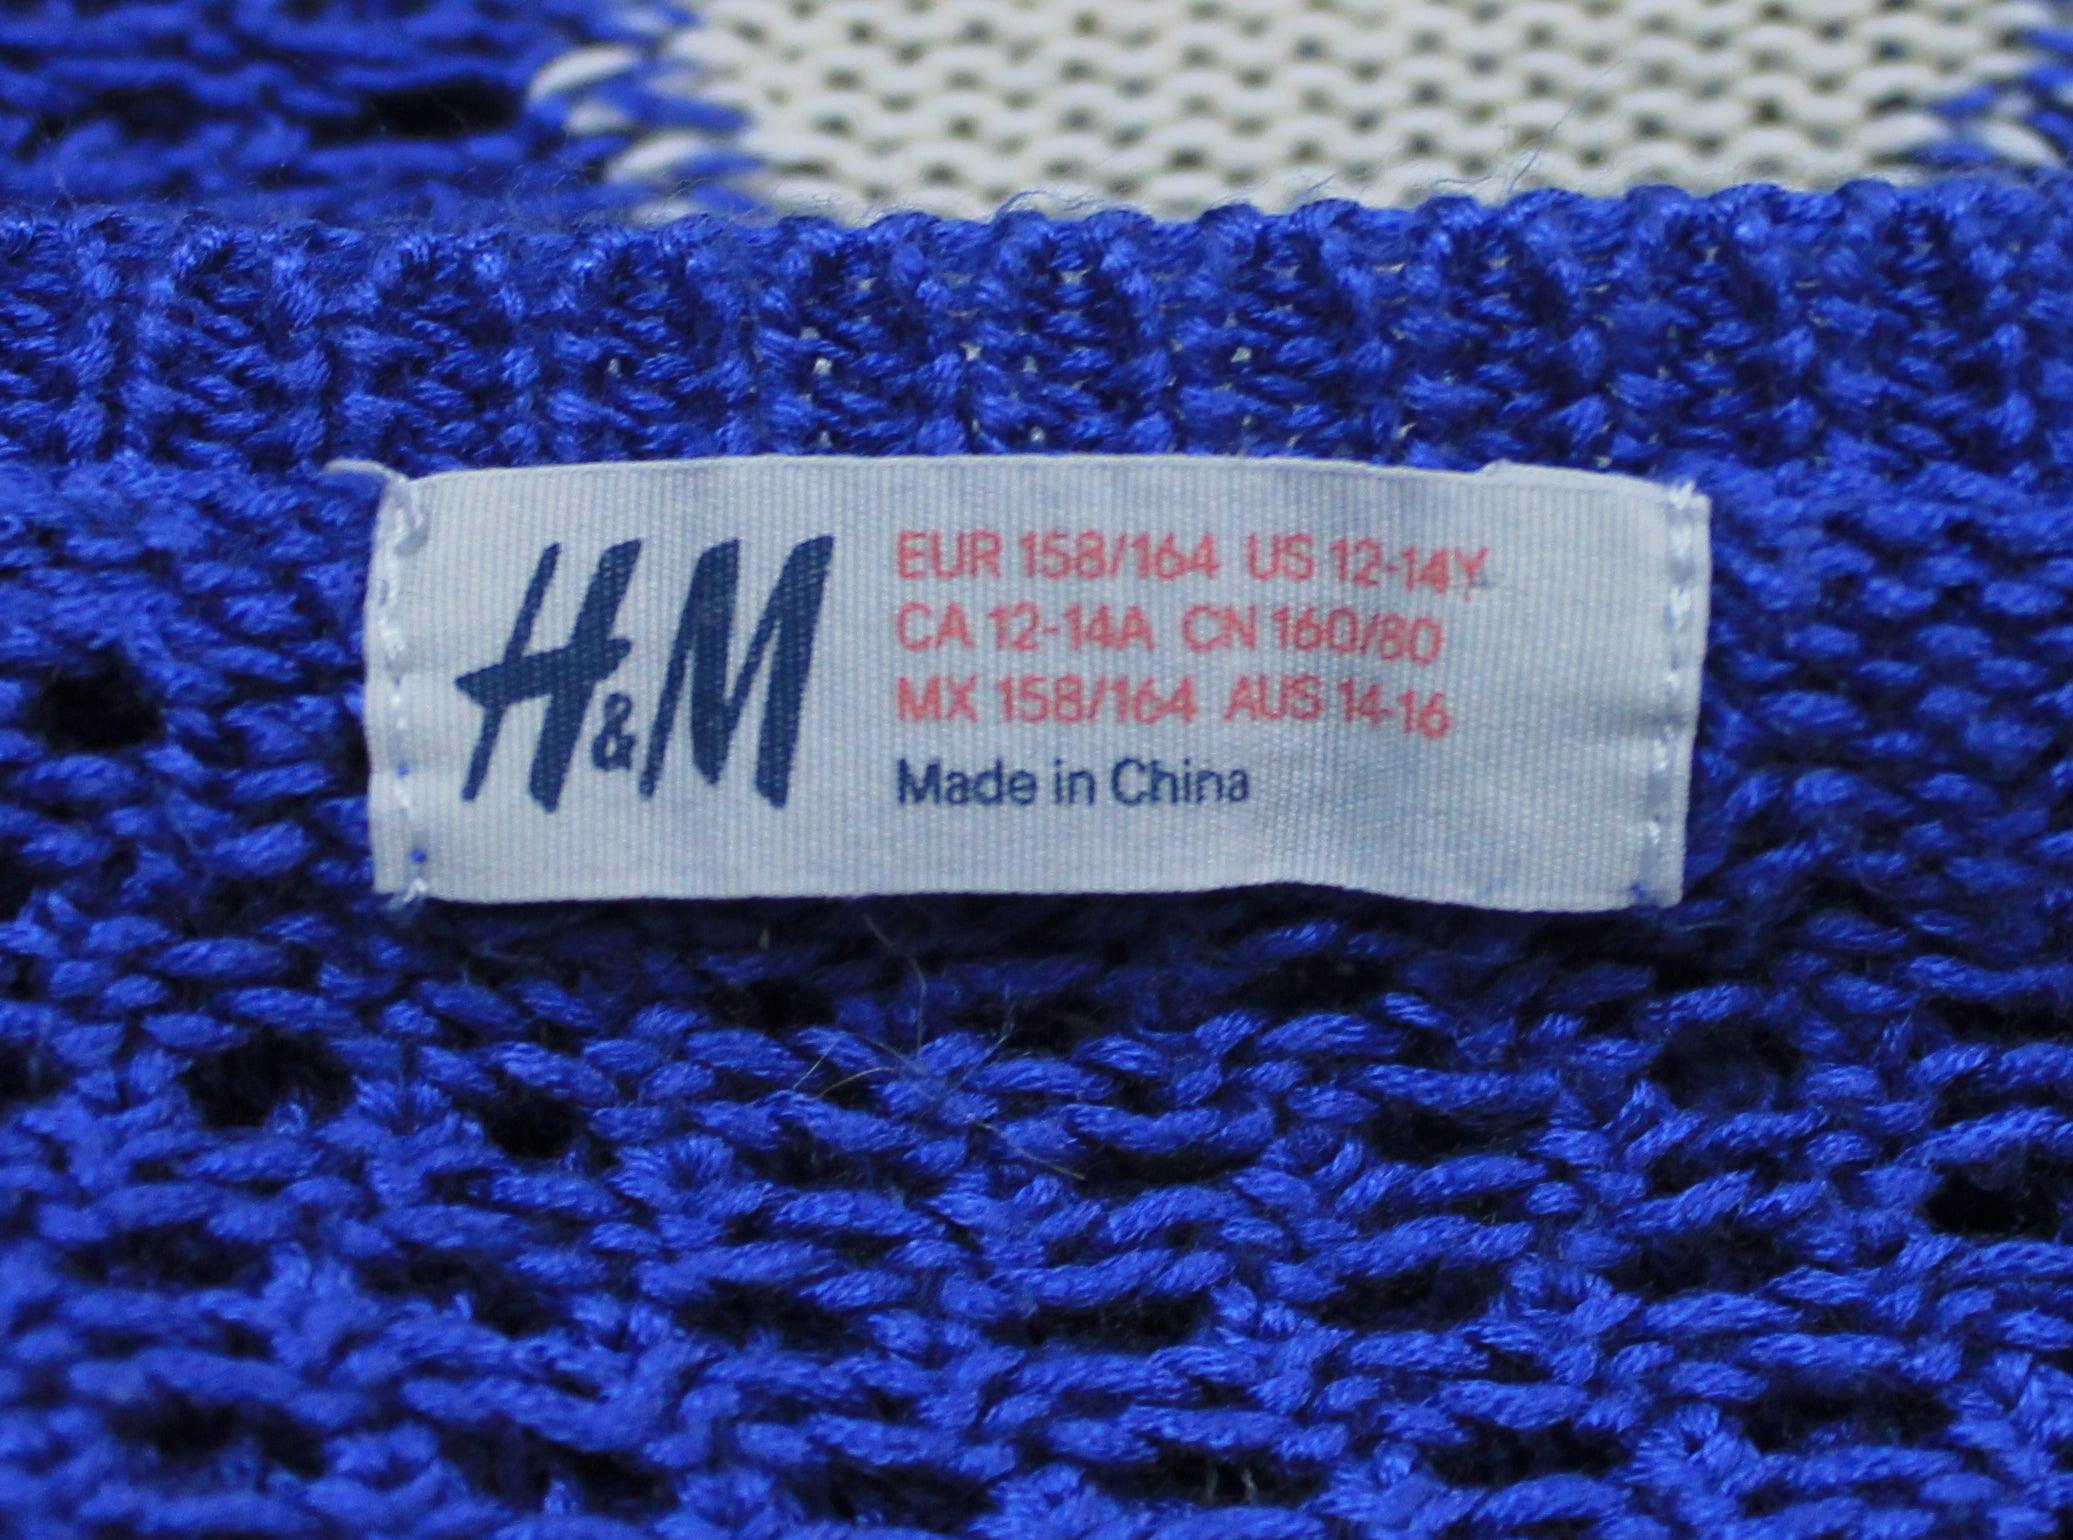 H&M
EUR 158/164 US 12-14Y
CA 12-14A CN 160/80
MX 158/164 AUS 14-16
Made in China